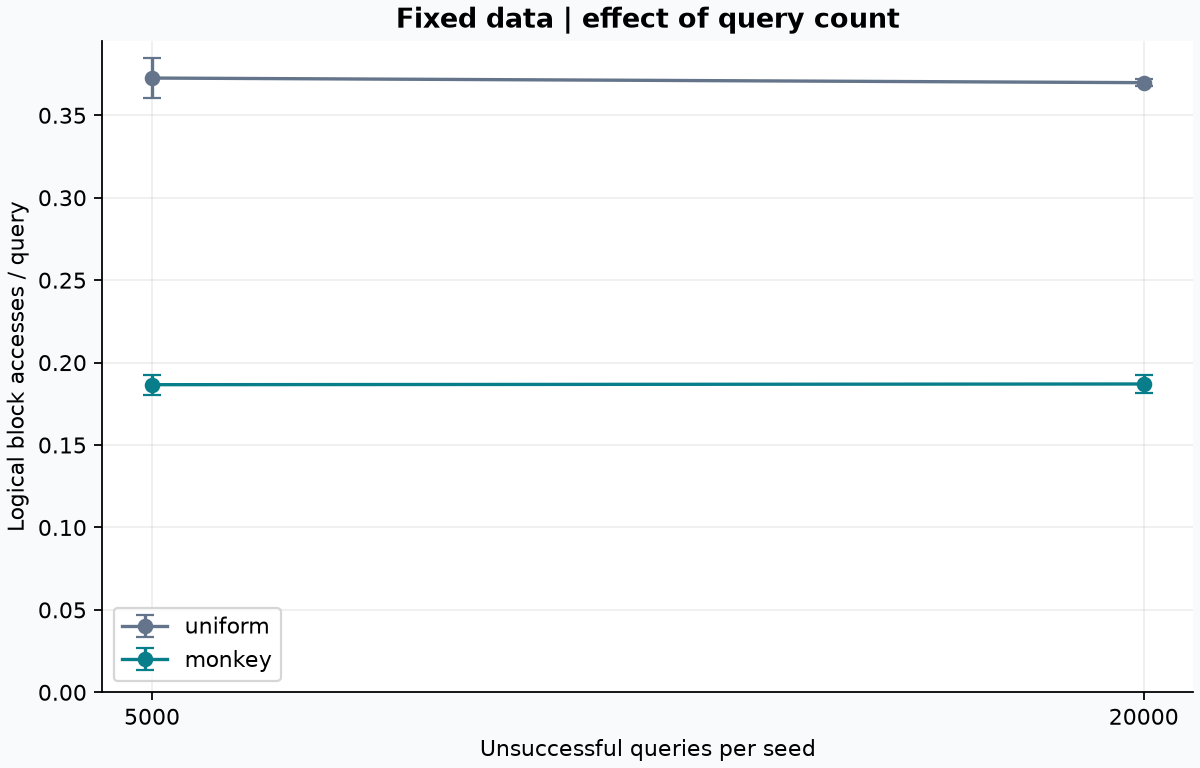 Fixed data | effect of query count
Logical block accesses / query
0.35
0.30
0.25
0.20
0.15
0.10
0.05
0.00
uniform
monkey
5000
20000
Unsuccessful queries per seed